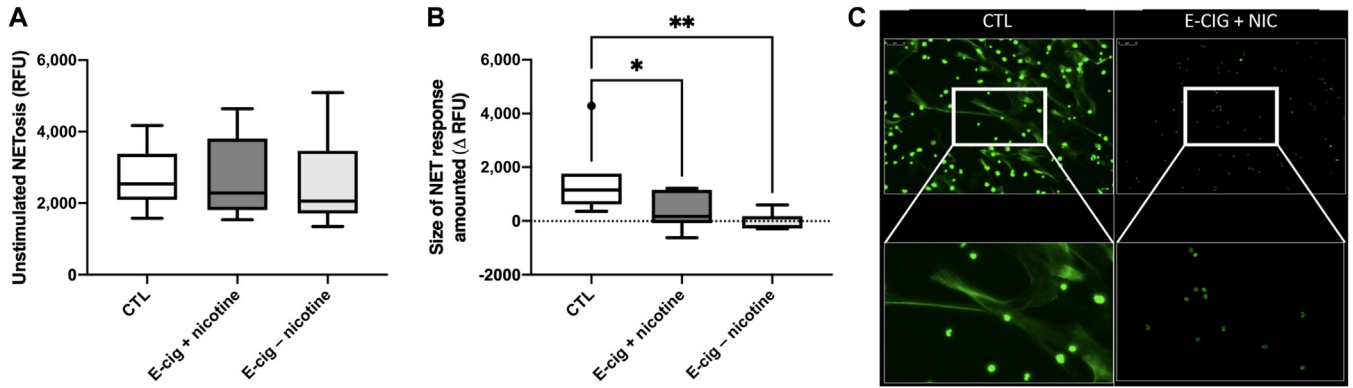 A
Unstimulated NETosis (RFU)
6,000
4,000
2,000
0
CTL
E-cig + nicotine
E-cig – nicotine
B
Size of NET response
amounted (Δ RFU)
**
*
6,000
4,000
2,000
0
-2000
CTL
E-cig + nicotine
E-cig – nicotine
C
CTL
E-CIG + NIC